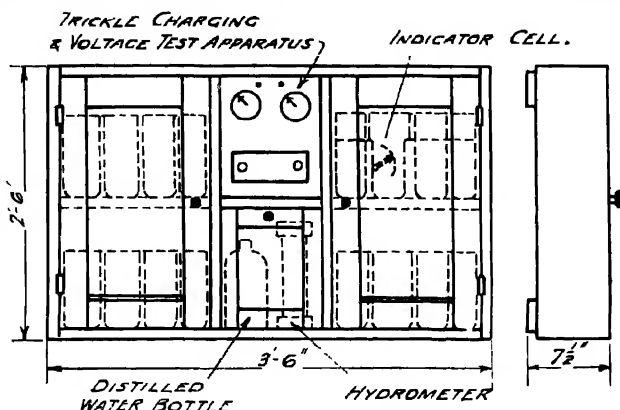 TRICKLE CHARGING
& VOLTAGE TEST APPARATUS
INDICATOR CELL.
2'-6"
3'-6"
7½"
DISTILLED
WATER BOTTLE
HYDROMETER